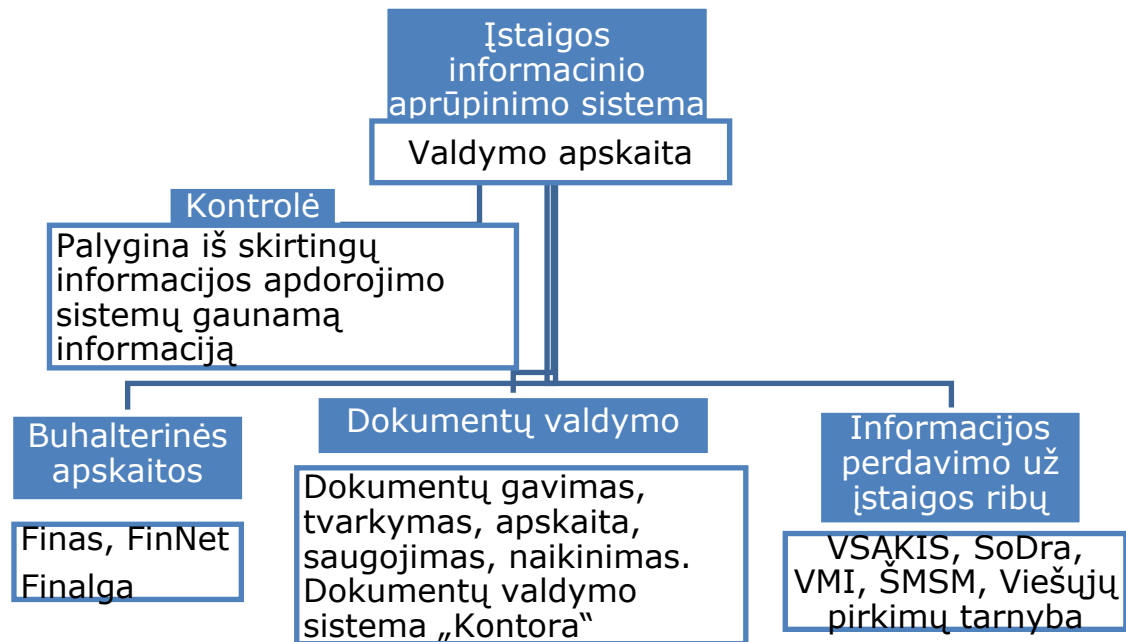 Įstaigos
informacinio
aprūpinimo sistema
Valdymo apskaita
Kontrolė
Palygina iš skirtingų
informacijos apdorojimo
sistemų gaunamą
informaciją
Buhalterinės
apskaitos
Finas, FinNet
Finalga
Dokumentų valdymo
Dokumentų gavimas,
tvarkymas, apskaita,
saugojimas, naikinimas.
Dokumentų valdymo
sistema „Kontora“
Informacijos
perdavimo už
įstaigos ribų
VSAKIS, SoDra,
VMI, ŠMSM, Viešųjų
pirkimų tarnyba